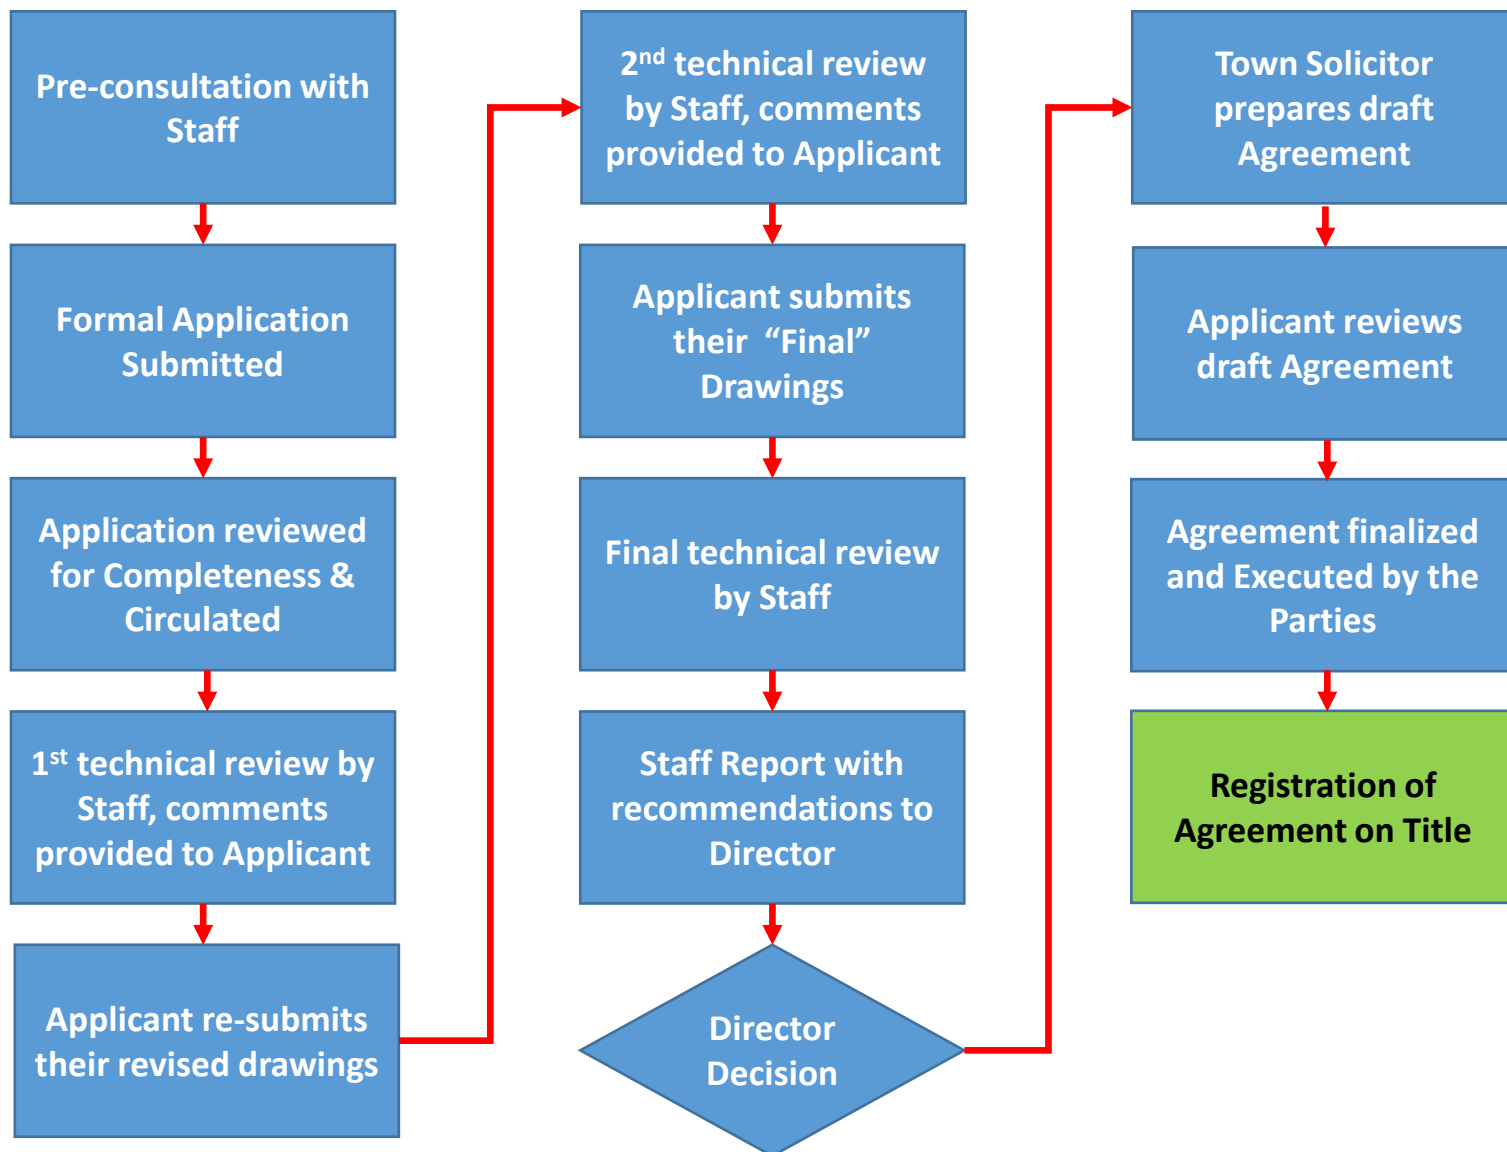 Pre-consultation with
Staff
Formal Application
Submitted
Application reviewed
for Completeness &
Circulated
1st technical review by
Staff, comments
provided to Applicant
Applicant re-submits
their revised drawings
2nd technical review
by Staff, comments
provided to Applicant
Applicant submits
their “Final”
Drawings
Final technical review
by Staff
Staff Report with
recommendations to
Director
Director
Decision
Town Solicitor
prepares draft
Agreement
Applicant reviews
draft Agreement
Agreement finalized
and Executed by the
Parties
Registration of
Agreement on Title